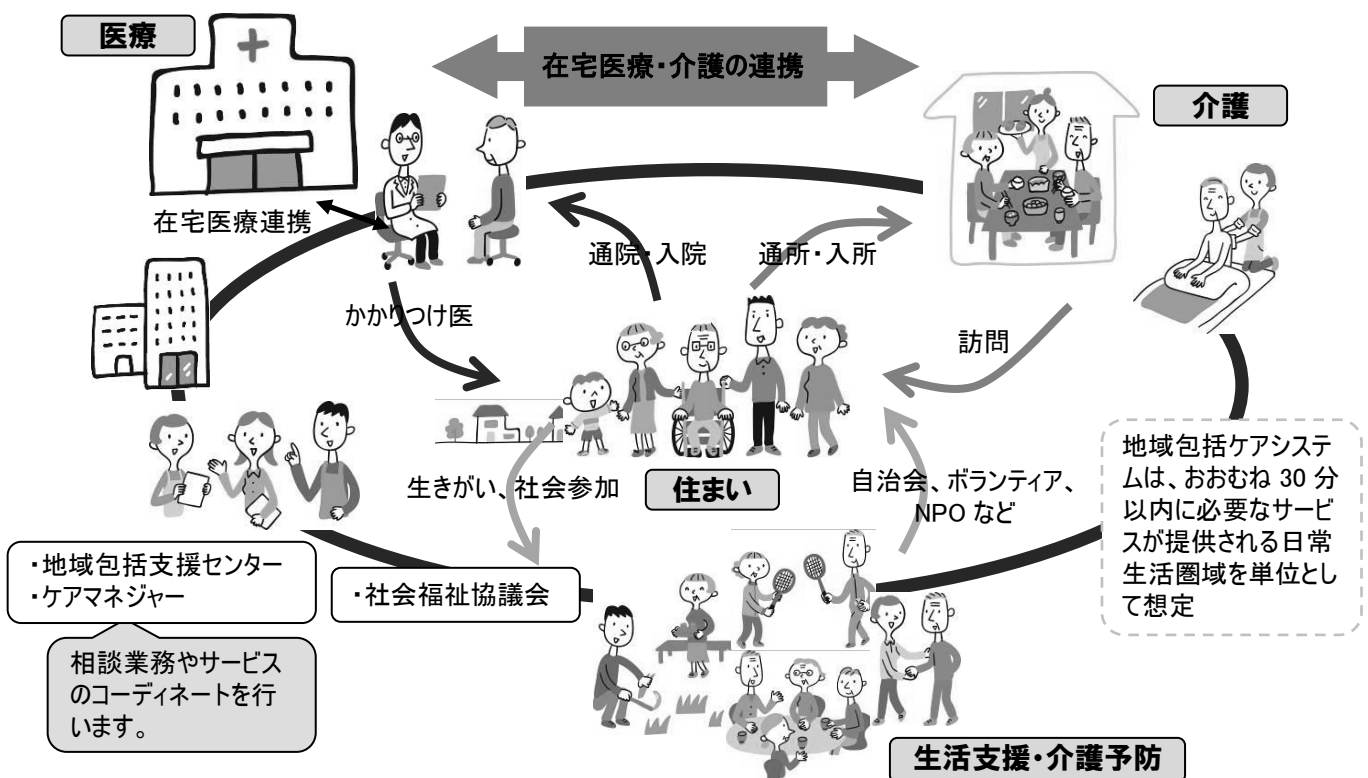 医療
在宅医療・介護の連携
介護
在宅医療連携
通院・入院
通所・入所
かかりつけ医
訪問
生きがい、社会参加
住まい
自治会、ボランティア、
NPO など
地域包括ケアシステ
ムは、おおむね 30 分
以内に必要なサービ
スが提供される日常
生活圏域を単位とし
て想定
・地域包括支援センター
・ケアマネジャー
・社会福祉協議会
相談業務やサービス
のコーディネートを行
います。
生活支援・介護予防